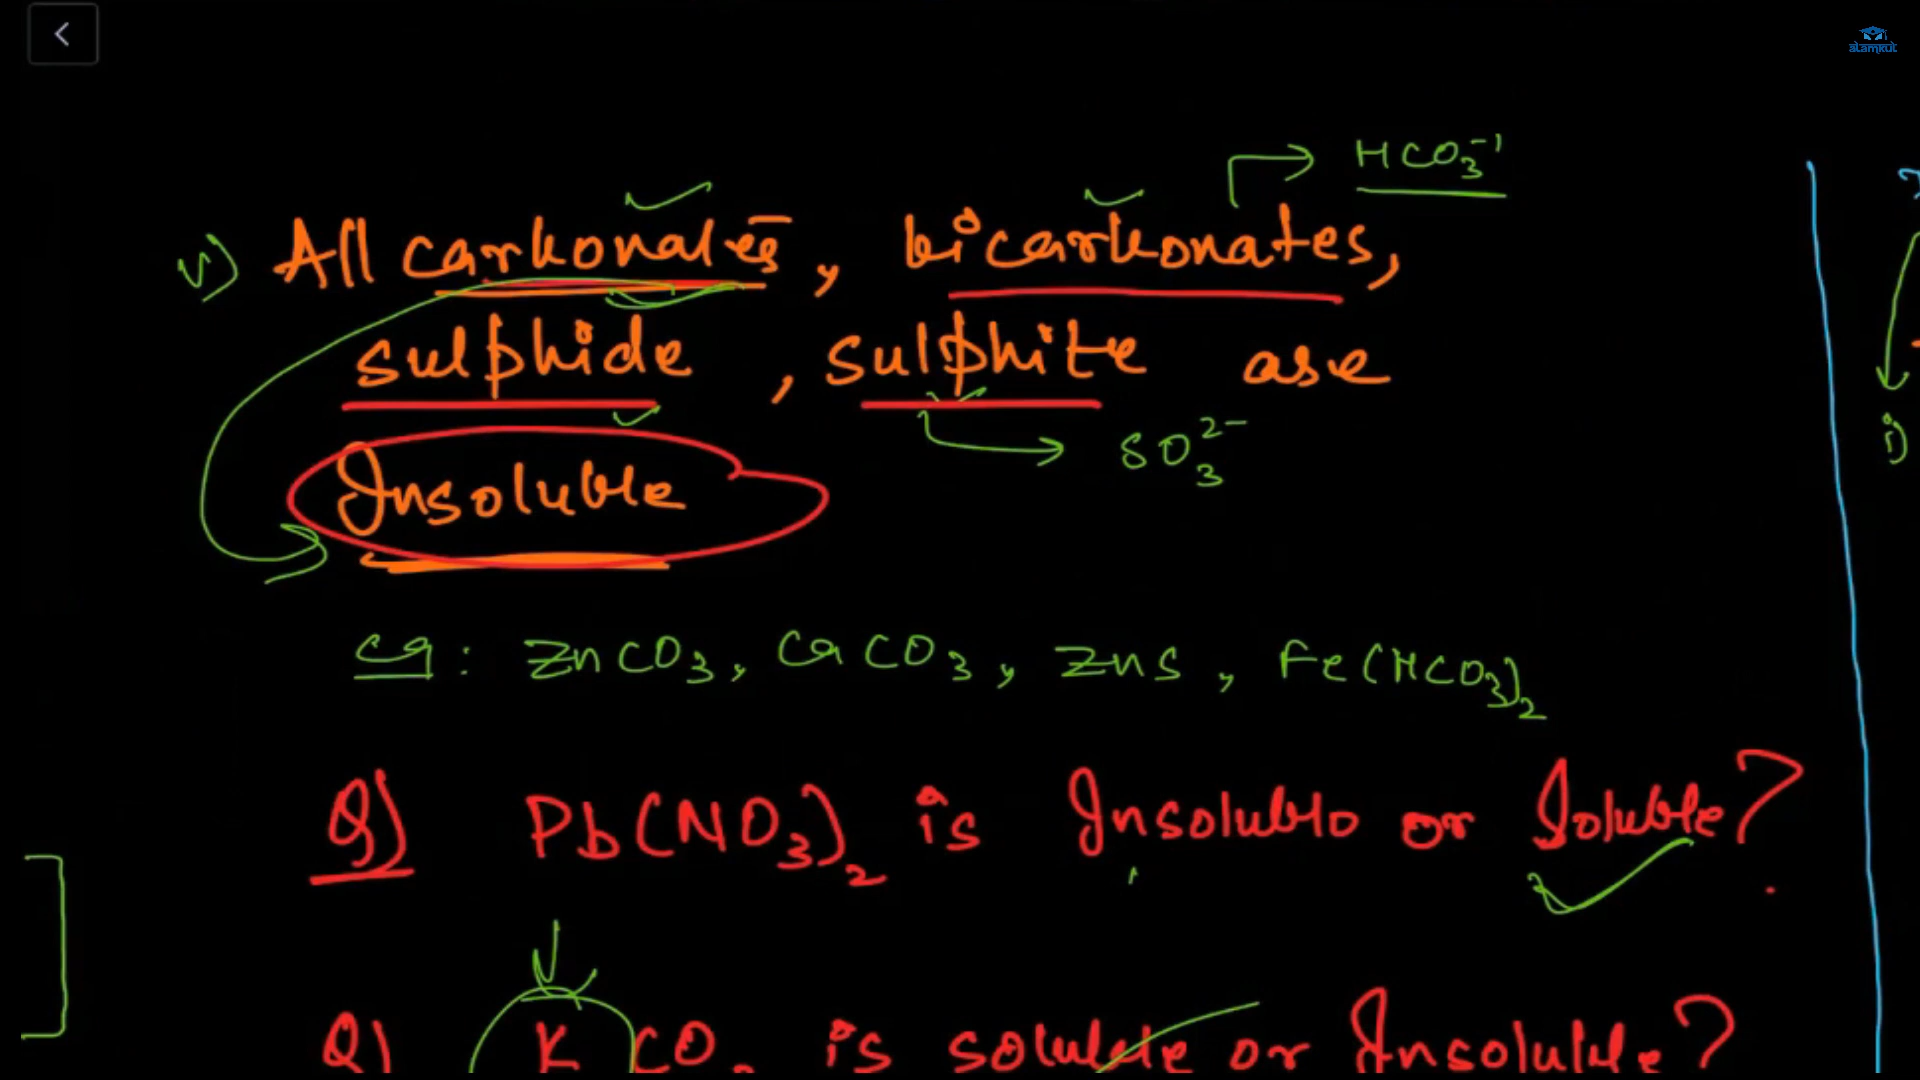 alamkut
HCO₃⁻¹
v) All carbonates, bicarbonates,
sulphide, sulphite are
SO₃²⁻
Insoluble
eg: ZnCO₃, CaCO₃, ZnS, Fe(HCO₃)₂
Q) Pb(NO₃)₂ is Insoluble or Soluble?
Q) K CO is soluble or Insoluble?
i)